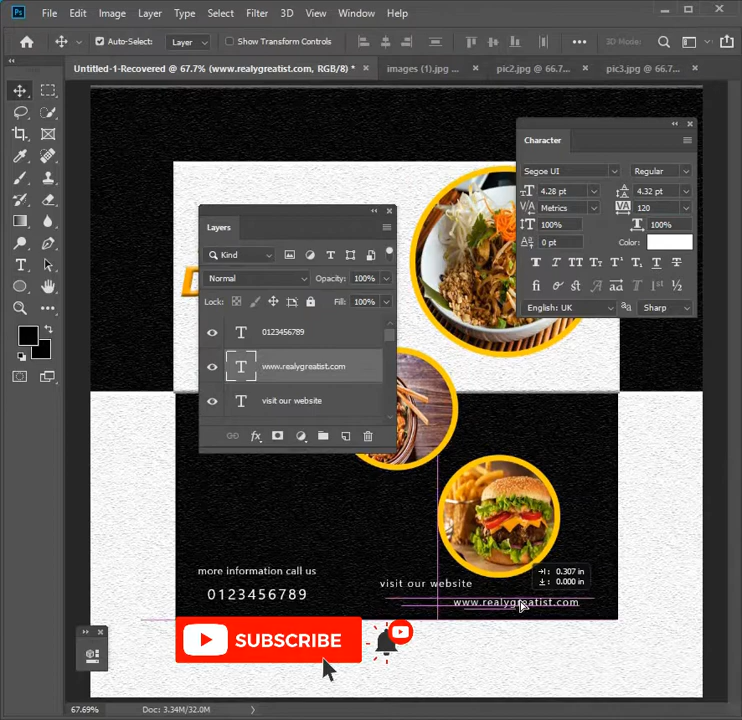 Ps File Edit Image Layer Type Select Filter 3D View Window Help
Auto-Select: Layer Show Transform Controls 3D Mode:
Untitled-1-Recovered @ 67.7% (www.realygreatist.com, RGB/8) * × images (1).jpg ... × pic2.jpg @ 66.7... × pic3.jpg @ 66.7... ×
Character
Segoe UI Regular
4.28 pt 4.32 pt
Metrics 120
100% 100%
0 pt Color:
English: UK Sharp
Layers
Kind
Normal Opacity: 100%
Lock: Fill: 100%
0123456789
www.realygreatist.com
visit our website
more information call us
0123456789
visit our website
www.realygreatist.com
0.307 in
0.000 in
SUBSCRIBE
67.69% Doc: 3.34M/32.0M